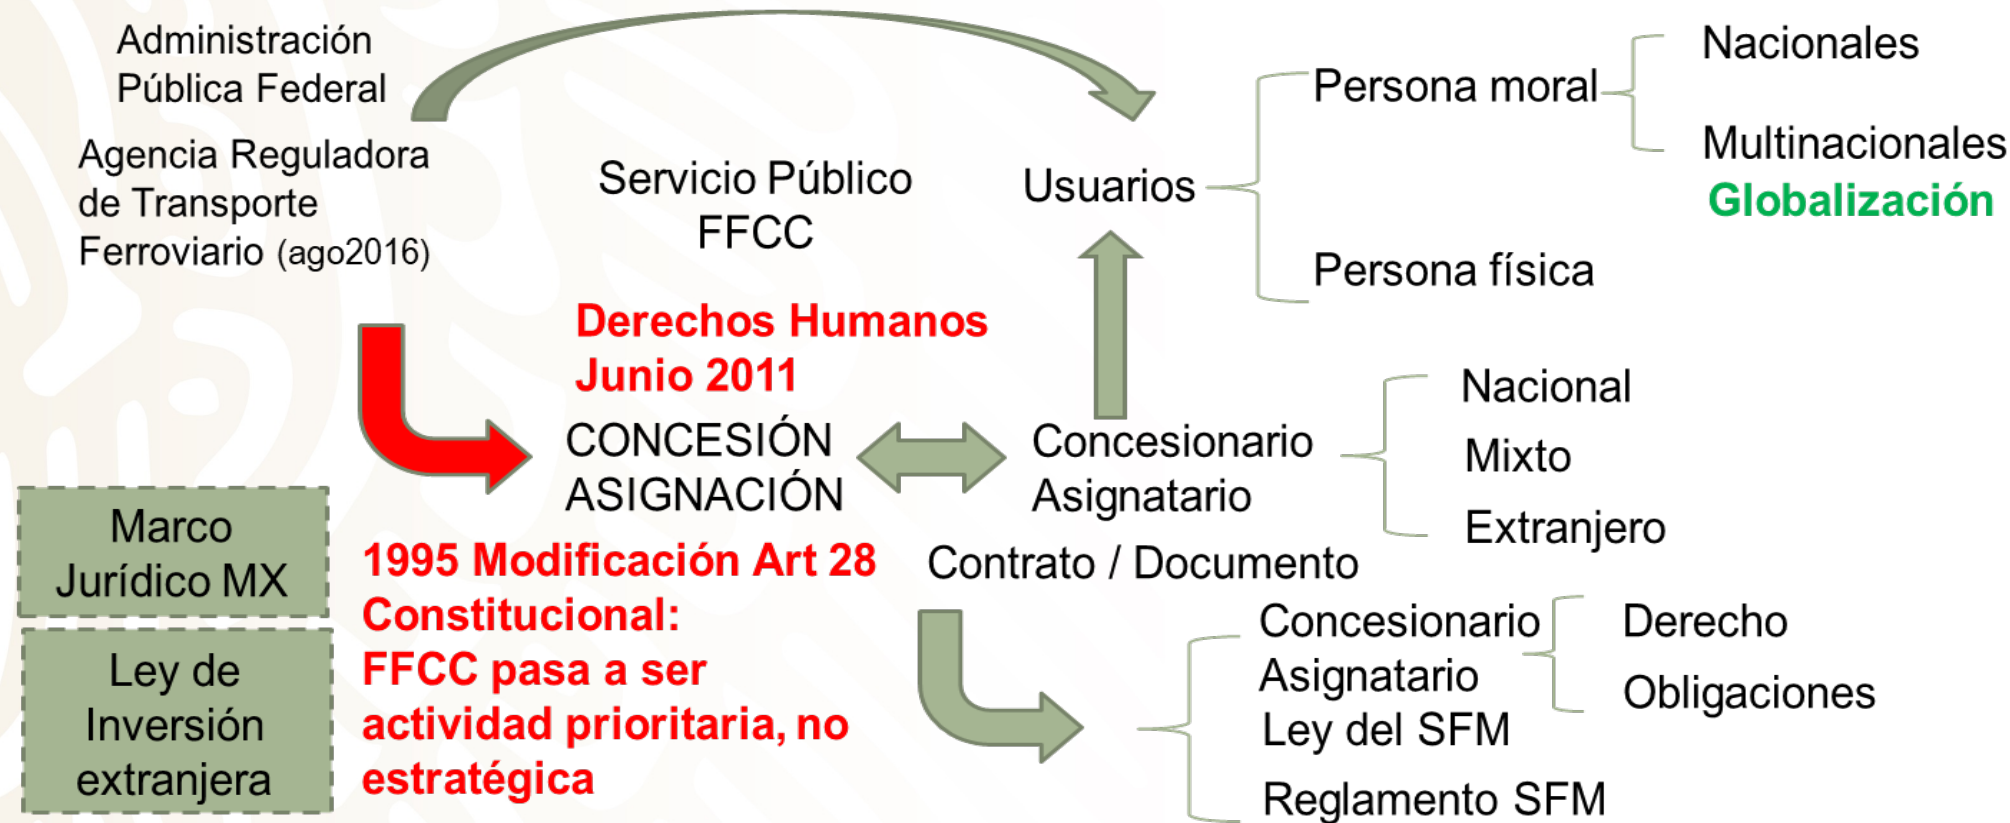 Administración
Pública Federal
Agencia Reguladora
de Transporte
Ferroviario (ago2016)
Servicio Público
FFCC
Usuarios
Persona moral
Nacionales
Multinacionales
Globalización
Persona física
Derechos Humanos
Junio 2011
CONCESIÓN
ASIGNACIÓN
Concesionario
Asignatario
Nacional
Mixto
Extranjero
Marco
Jurídico MX
Ley de
Inversión
extranjera
1995 Modificación Art 28
Constitucional:
FFCC pasa a ser
actividad prioritaria, no
estratégica
Contrato / Documento
Concesionario
Asignatario
Ley del SFM
Reglamento SFM
Derecho
Obligaciones